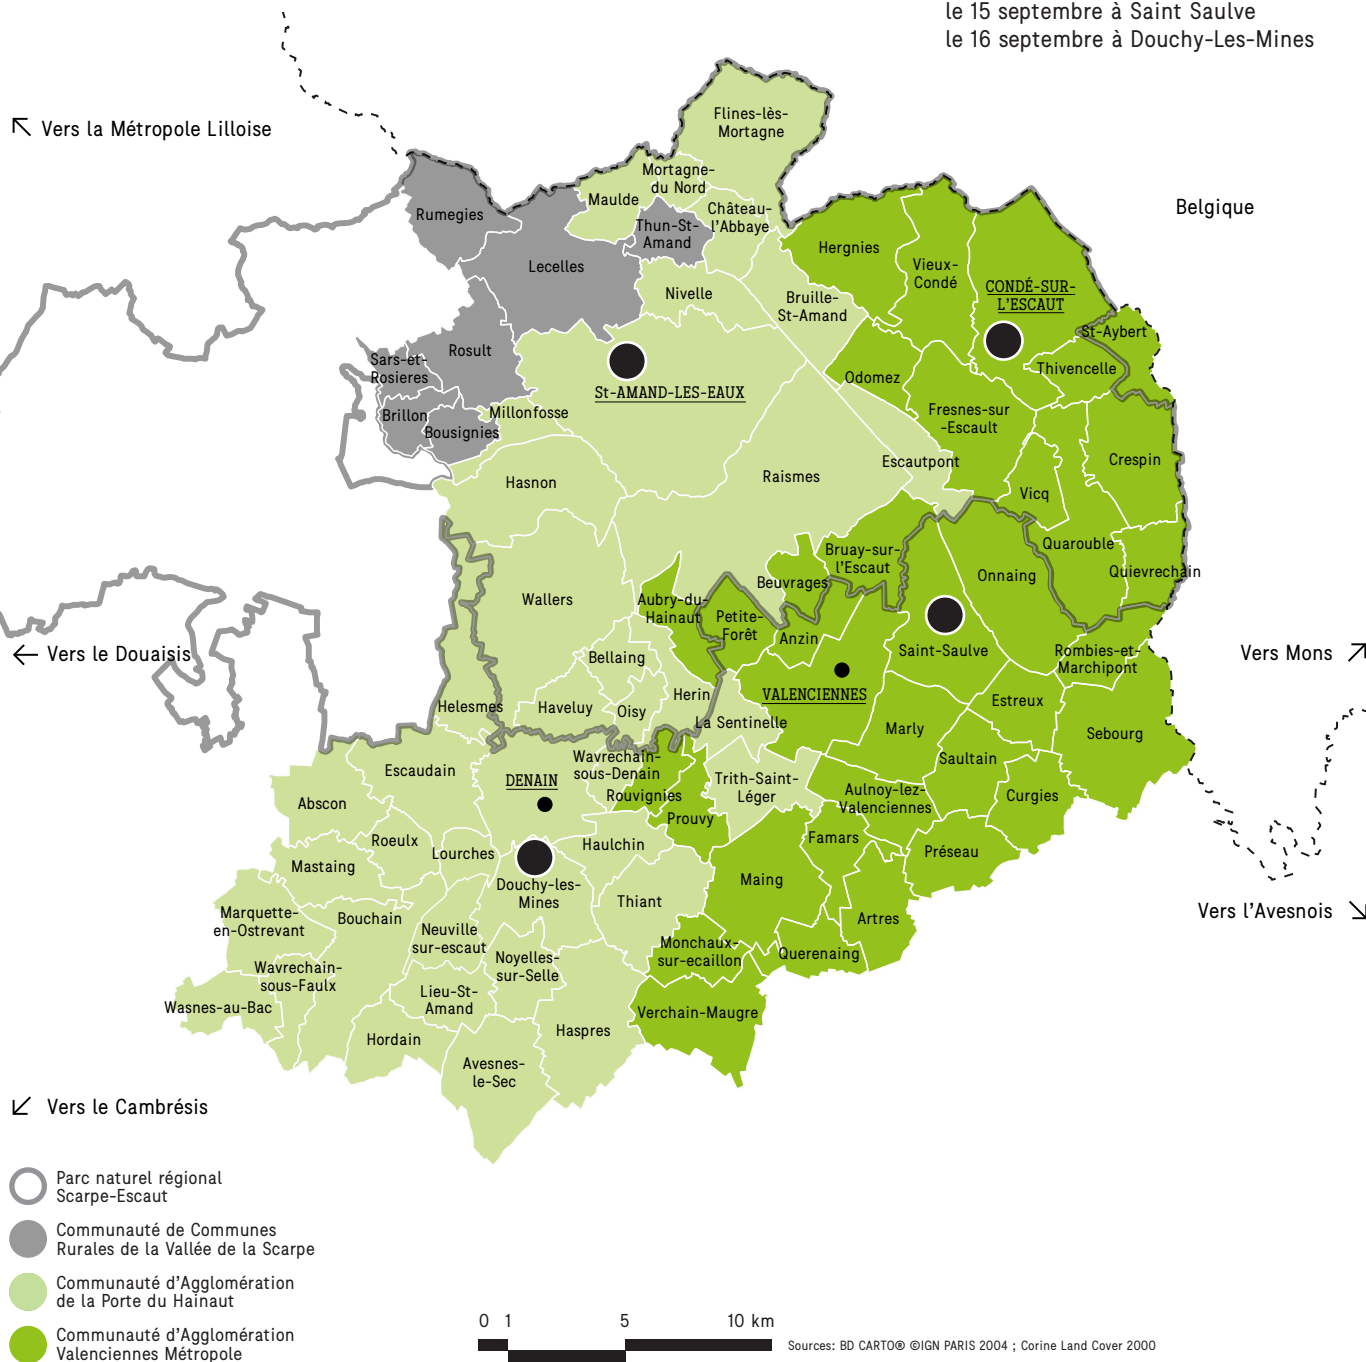 le 15 septembre à Saint Saulve
le 16 septembre à Douchy-Les-Mines
Vers la Métropole Lilloise
Flines-lès-
Mortagne
Mortagne-
du Nord
Maulde
Château-
l'Abbaye
Thun-St-
Amand
Rumegies
Lecelles
Belgique
Hergnies
Vieux-
Condé
CONDÉ-SUR-
L'ESCAUT
Nivelle
Bruille-
St-Amand
St-Aybert
Thivencelle
Rosult
Sars-et-
Rosieres
Brillon
Bousignies
Millonfosse
St-AMAND-LES-EAUX
Odomez
Fresnes-sur
-Escault
Escautpont
Crespin
Hasnon
Raismes
Vicq
Quarouble
Quievrechain
Bruay-sur-
l'Escaut
Onnaing
Beuvrages
Wallers
Aubry-du-
Hainaut
Petite-
Forêt
Anzin
Saint-Saulve
Rombies-et-
Marchipont
Vers le Douaisis
Vers Mons
Bellaing
Herin
VALENCIENNES
Helesmes
Haveluy
Oisy
La Sentinelle
Estreux
Marly
Sebourg
Saultain
Escaudain
DENAIN
Wavrechain-
sous-Denain
Rouvignies
Trith-Saint-
Léger
Aulnoy-lez-
Valenciennes
Curgies
Abscon
Prouvy
Famars
Roeulx
Lourches
Haulchin
Préseau
Mastaing
Douchy-les-
Mines
Maing
Thiant
Marquette-
en-Ostrevant
Bouchain
Neuville
sur-escaut
Artres
Vers l'Avesnois
Monchaux-
sur-ecaillon
Querenaing
Noyelles-
sur-Selle
Wavrechain-
sous-Faulx
Wasnes-au-Bac
Lieu-St-
Amand
Verchain-Maugre
Haspres
Hordain
Avesnes-
le-Sec
Vers le Cambrésis
Parc naturel régional
Scarpe-Escaut
Communauté de Communes
Rurales de la Vallée de la Scarpe
Communauté d'Agglomération
de la Porte du Hainaut
Communauté d'Agglomération
Valenciennes Métropole
0 1 5 10 km
Sources: BD CARTO® ©IGN PARIS 2004 ; Corine Land Cover 2000